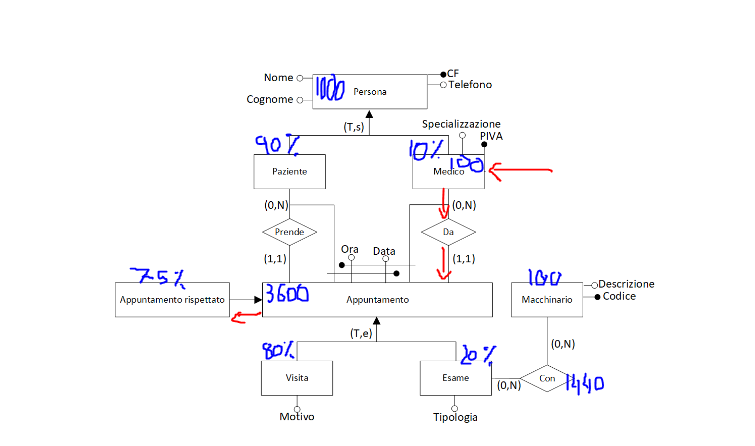 Nome
CF
1000 Persona
Telefono
Cognome
(T,s)
Specializzazione
PIVA
90%
10%
100
Paziente
Medico
(0,N)
(0,N)
Prende
Da
Ora
Data
(1,1)
(1,1)
75%
100
Appuntamento rispettato
3600
Appuntamento
Macchinario
Descrizione
Codice
(T,e)
80%
20%
(0,N)
Visita
Esame
(0,N)
Con
1440
Motivo
Tipologia